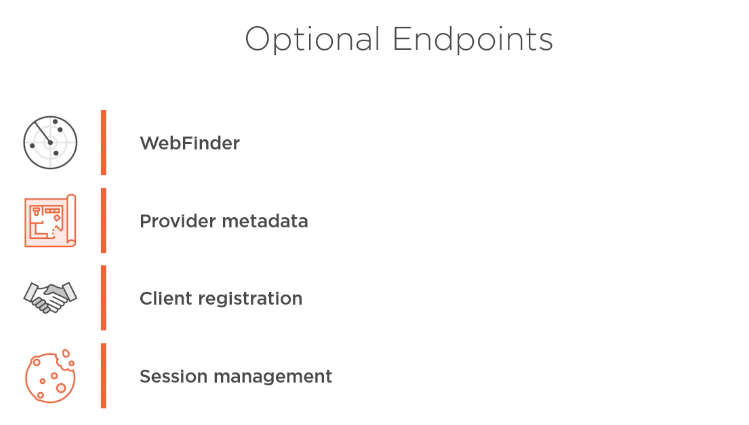 Optional Endpoints
WebFinder
Provider metadata
Client registration
Session management